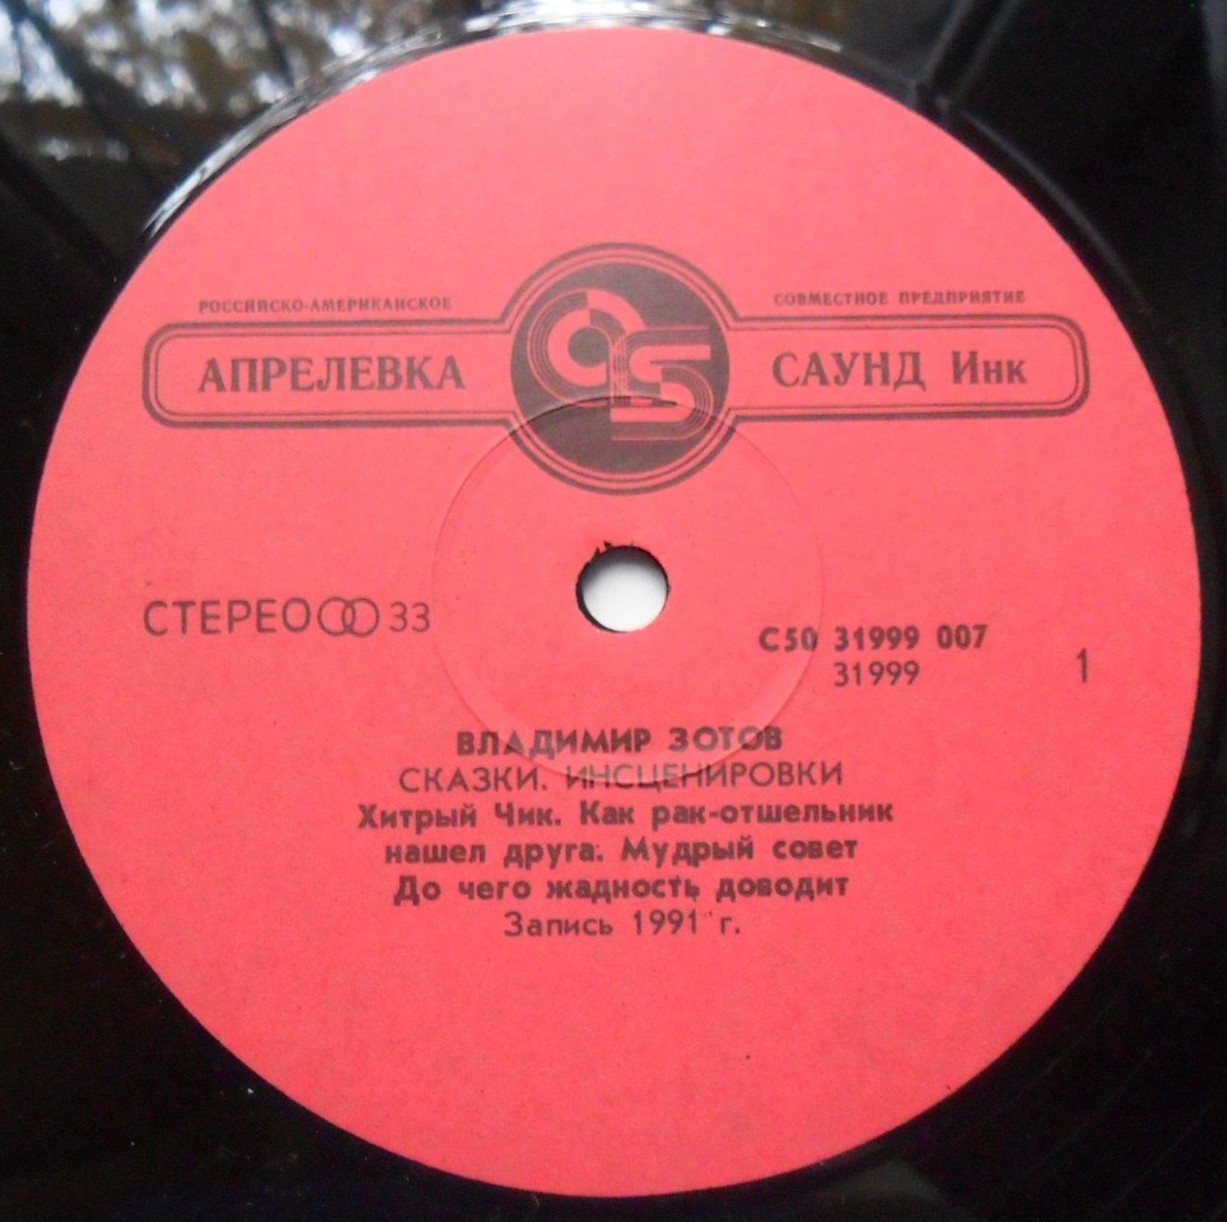 РОССИЙСКО-АМЕРИКАНСКОЕ СОВМЕСТНОЕ ПРЕДПРИЯТИЕ
АПРЕЛЕВКА САУНД Инк
СТЕРЕО 33
С50 31999 007
31999
1
ВЛАДИМИР ЗОТОВ
СКАЗКИ. ИНСЦЕНИРОВКИ
Хитрый Чик. Как рак-отшельник
нашел друга. Мудрый совет
До чего жадность доводит
Запись 1991 г.